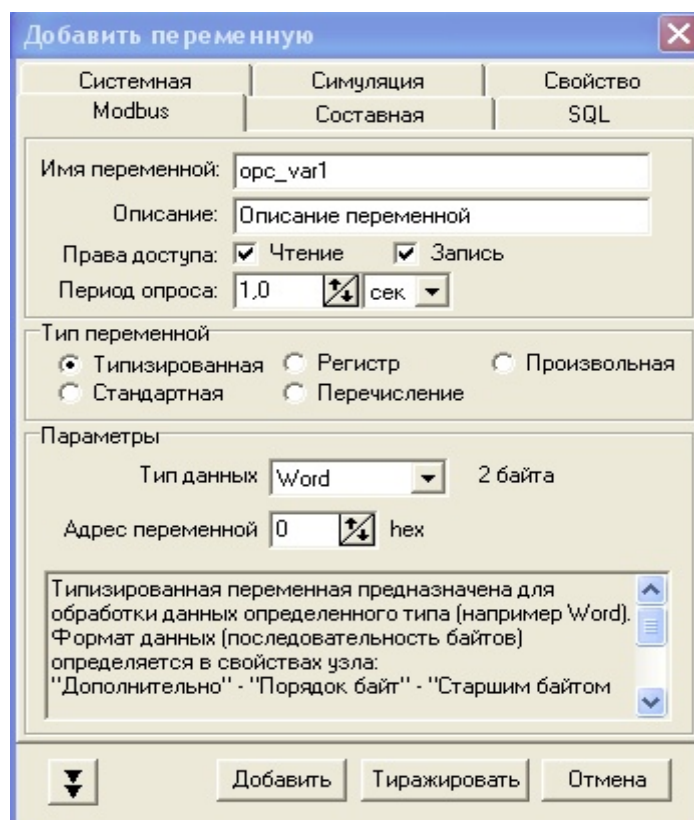 Добавить переменную
Системная Симуляция Свойство
Modbus Составная SQL
Имя переменной: opc_var1
Описание: Описание переменной
Права доступа: Чтение Запись
Период опроса: 1,0 сек
Тип переменной
Типизированная Регистр Произвольная
Стандартная Перечисление
Параметры
Тип данных Word 2 байта
Адрес переменной 0 hex
Типизированная переменная предназначена для
обработки данных определенного типа (например Word).
Формат данных (последовательность байтов)
определяется в свойствах узла:
"Дополнительно" - "Порядок байт" - "Старшим байтом
Добавить Тиражировать Отмена